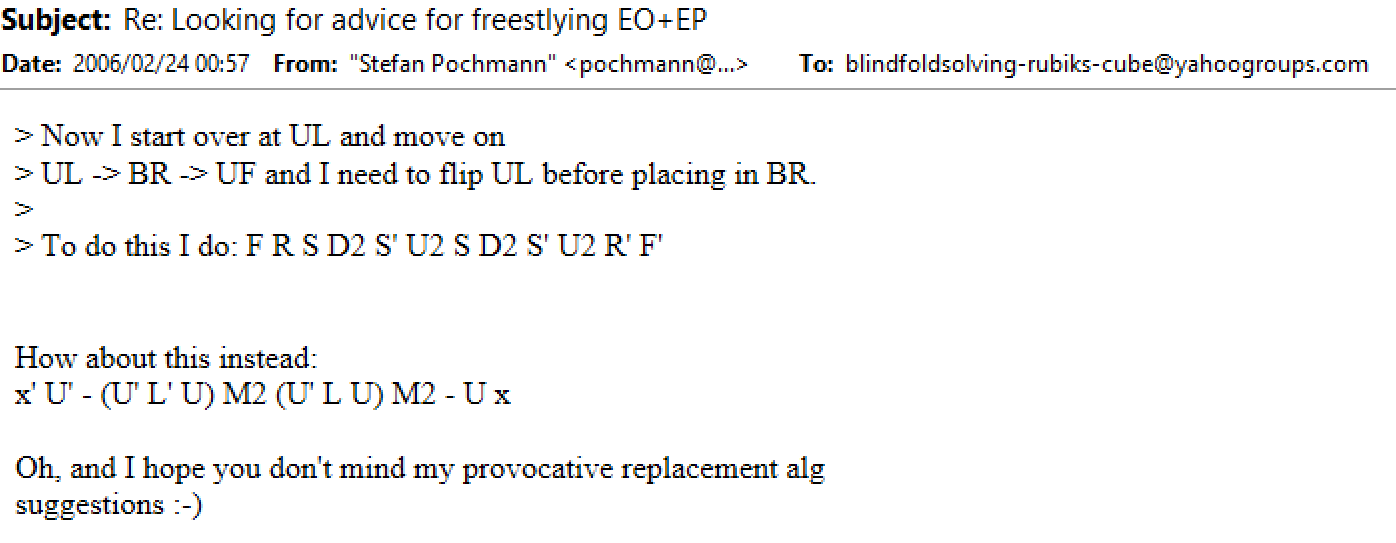 Subject: Re: Looking for advice for freestlying EO+EP
Date: 2006/02/24 00:57 From: "Stefan Pochmann" <pochmann@...> To: blindfoldsolving-rubiks-cube@yahoogroups.com
> Now I start over at UL and move on
> UL -> BR -> UF and I need to flip UL before placing in BR.
>
> To do this I do: F R S D2 S' U2 S D2 S' U2 R' F'
How about this instead:
x' U' - (U' L' U) M2 (U' L U) M2 - U x
Oh, and I hope you don't mind my provocative replacement alg
suggestions :-)